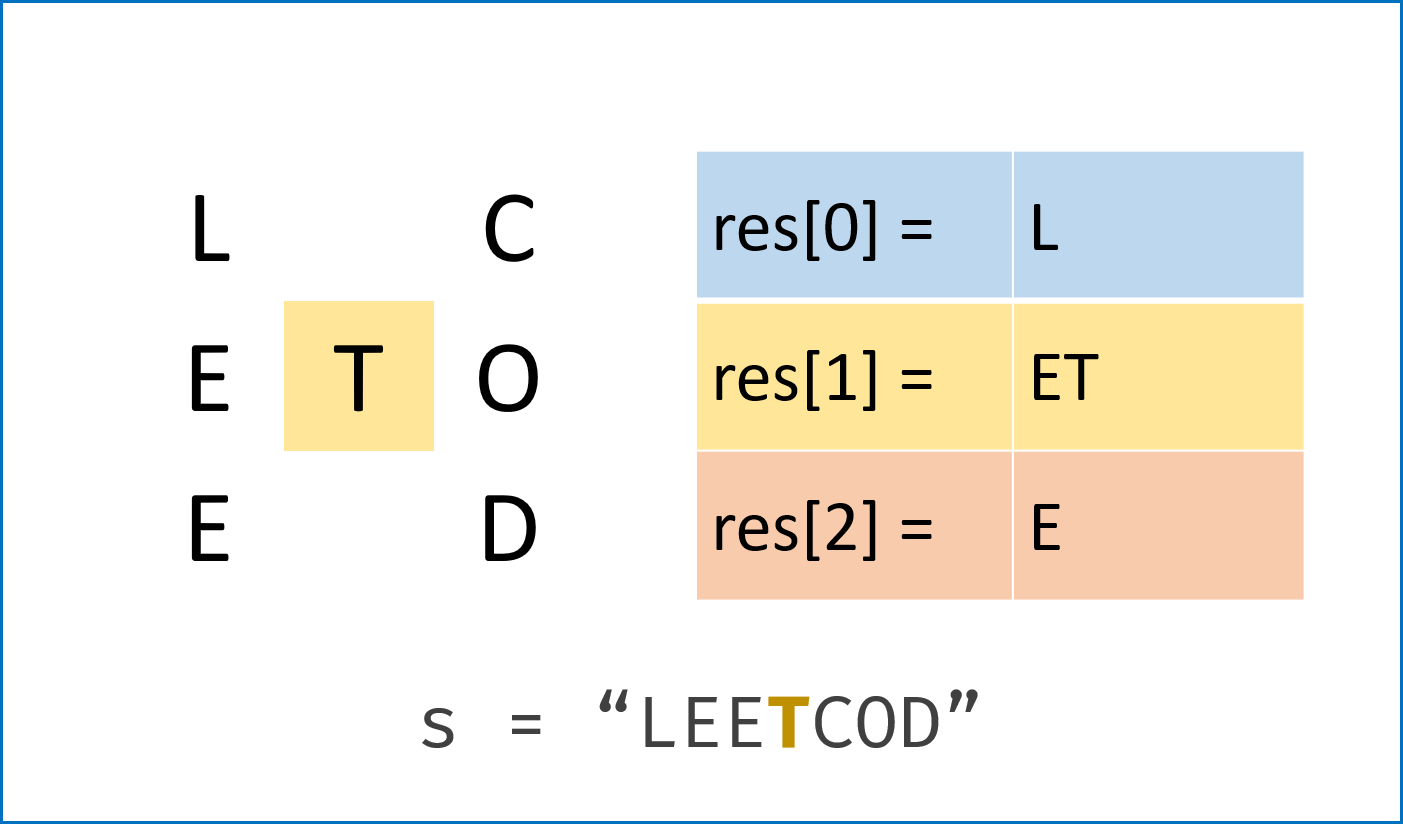 L C
E T O
E D
res[0] = L
res[1] = ET
res[2] = E
s = “LEETCOD”